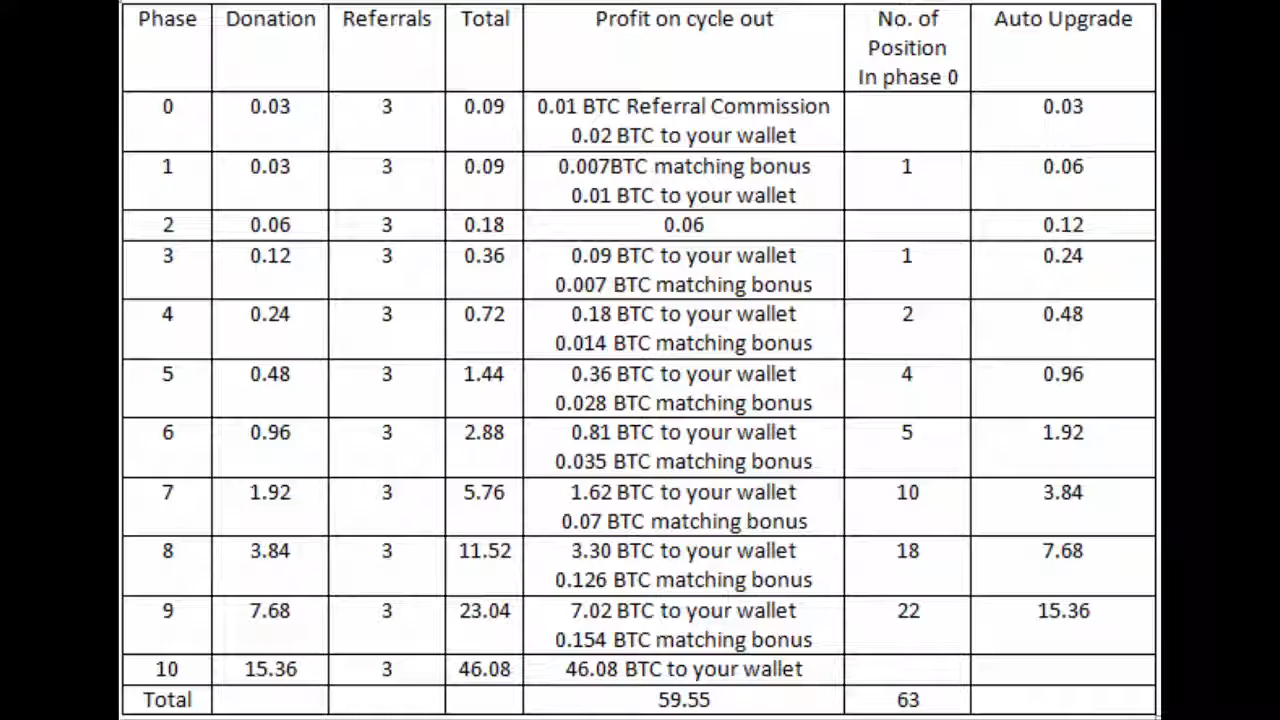 Phase Donation Referrals Total Profit on cycle out No. of Position In phase 0 Auto Upgrade
0 0.03 3 0.09 0.01 BTC Referral Commission 0.03
0.02 BTC to your wallet
1 0.03 3 0.09 0.007BTC matching bonus 1 0.06
0.01 BTC to your wallet
2 0.06 3 0.18 0.06 0.12
3 0.12 3 0.36 0.09 BTC to your wallet 1 0.24
0.007 BTC matching bonus
4 0.24 3 0.72 0.18 BTC to your wallet 2 0.48
0.014 BTC matching bonus
5 0.48 3 1.44 0.36 BTC to your wallet 4 0.96
0.028 BTC matching bonus
6 0.96 3 2.88 0.81 BTC to your wallet 5 1.92
0.035 BTC matching bonus
7 1.92 3 5.76 1.62 BTC to your wallet 10 3.84
0.07 BTC matching bonus
8 3.84 3 11.52 3.30 BTC to your wallet 18 7.68
0.126 BTC matching bonus
9 7.68 3 23.04 7.02 BTC to your wallet 22 15.36
0.154 BTC matching bonus
10 15.36 3 46.08 46.08 BTC to your wallet
Total 59.55 63